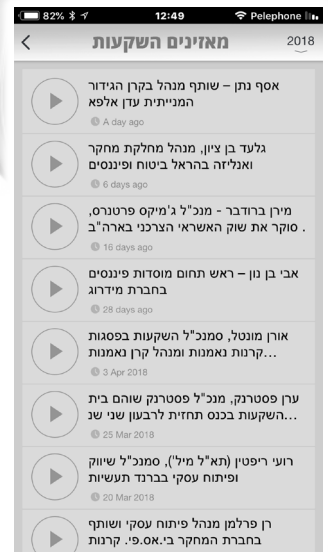 82% 12:49 Pelephone
מאזינים השקעות 2018
אסף נתן – שותף מנהל בקרן הגידור
המנייתית עדן אלפא
A day ago
גלעד בן ציון, מנהל מחלקת מחקר
ואנליזה בהראל ביטוח ופיננסים
6 days ago
מירן ברודבר - מנכ"ל ג'מיקס פרטנרס,
סוקר את שוק האשראי הצרכני בארה"ב .
16 days ago
אבי בן נון – ראש תחום מוסדות פיננסים
בחברת מידרוג
28 days ago
אורן מונטל, סמנכ"ל השקעות בפסגות
קרנות נאמנות ומנהל קרן נאמנות...
3 Apr 2018
ערן פסטרנק, מנכ"ל פסטרנק שוהם בית
השקעות בכנס תחזית לרבעון שני שנ...
25 Mar 2018
רועי ריפטין (תא"ל מיל'), סמנכ"ל שיווק
ופיתוח עסקי בברנד תעשיות
20 Mar 2018
רן פרלמן מנהל פיתוח עסקי ושותף
בחברת המחקר בי.אס.פי. קרנות